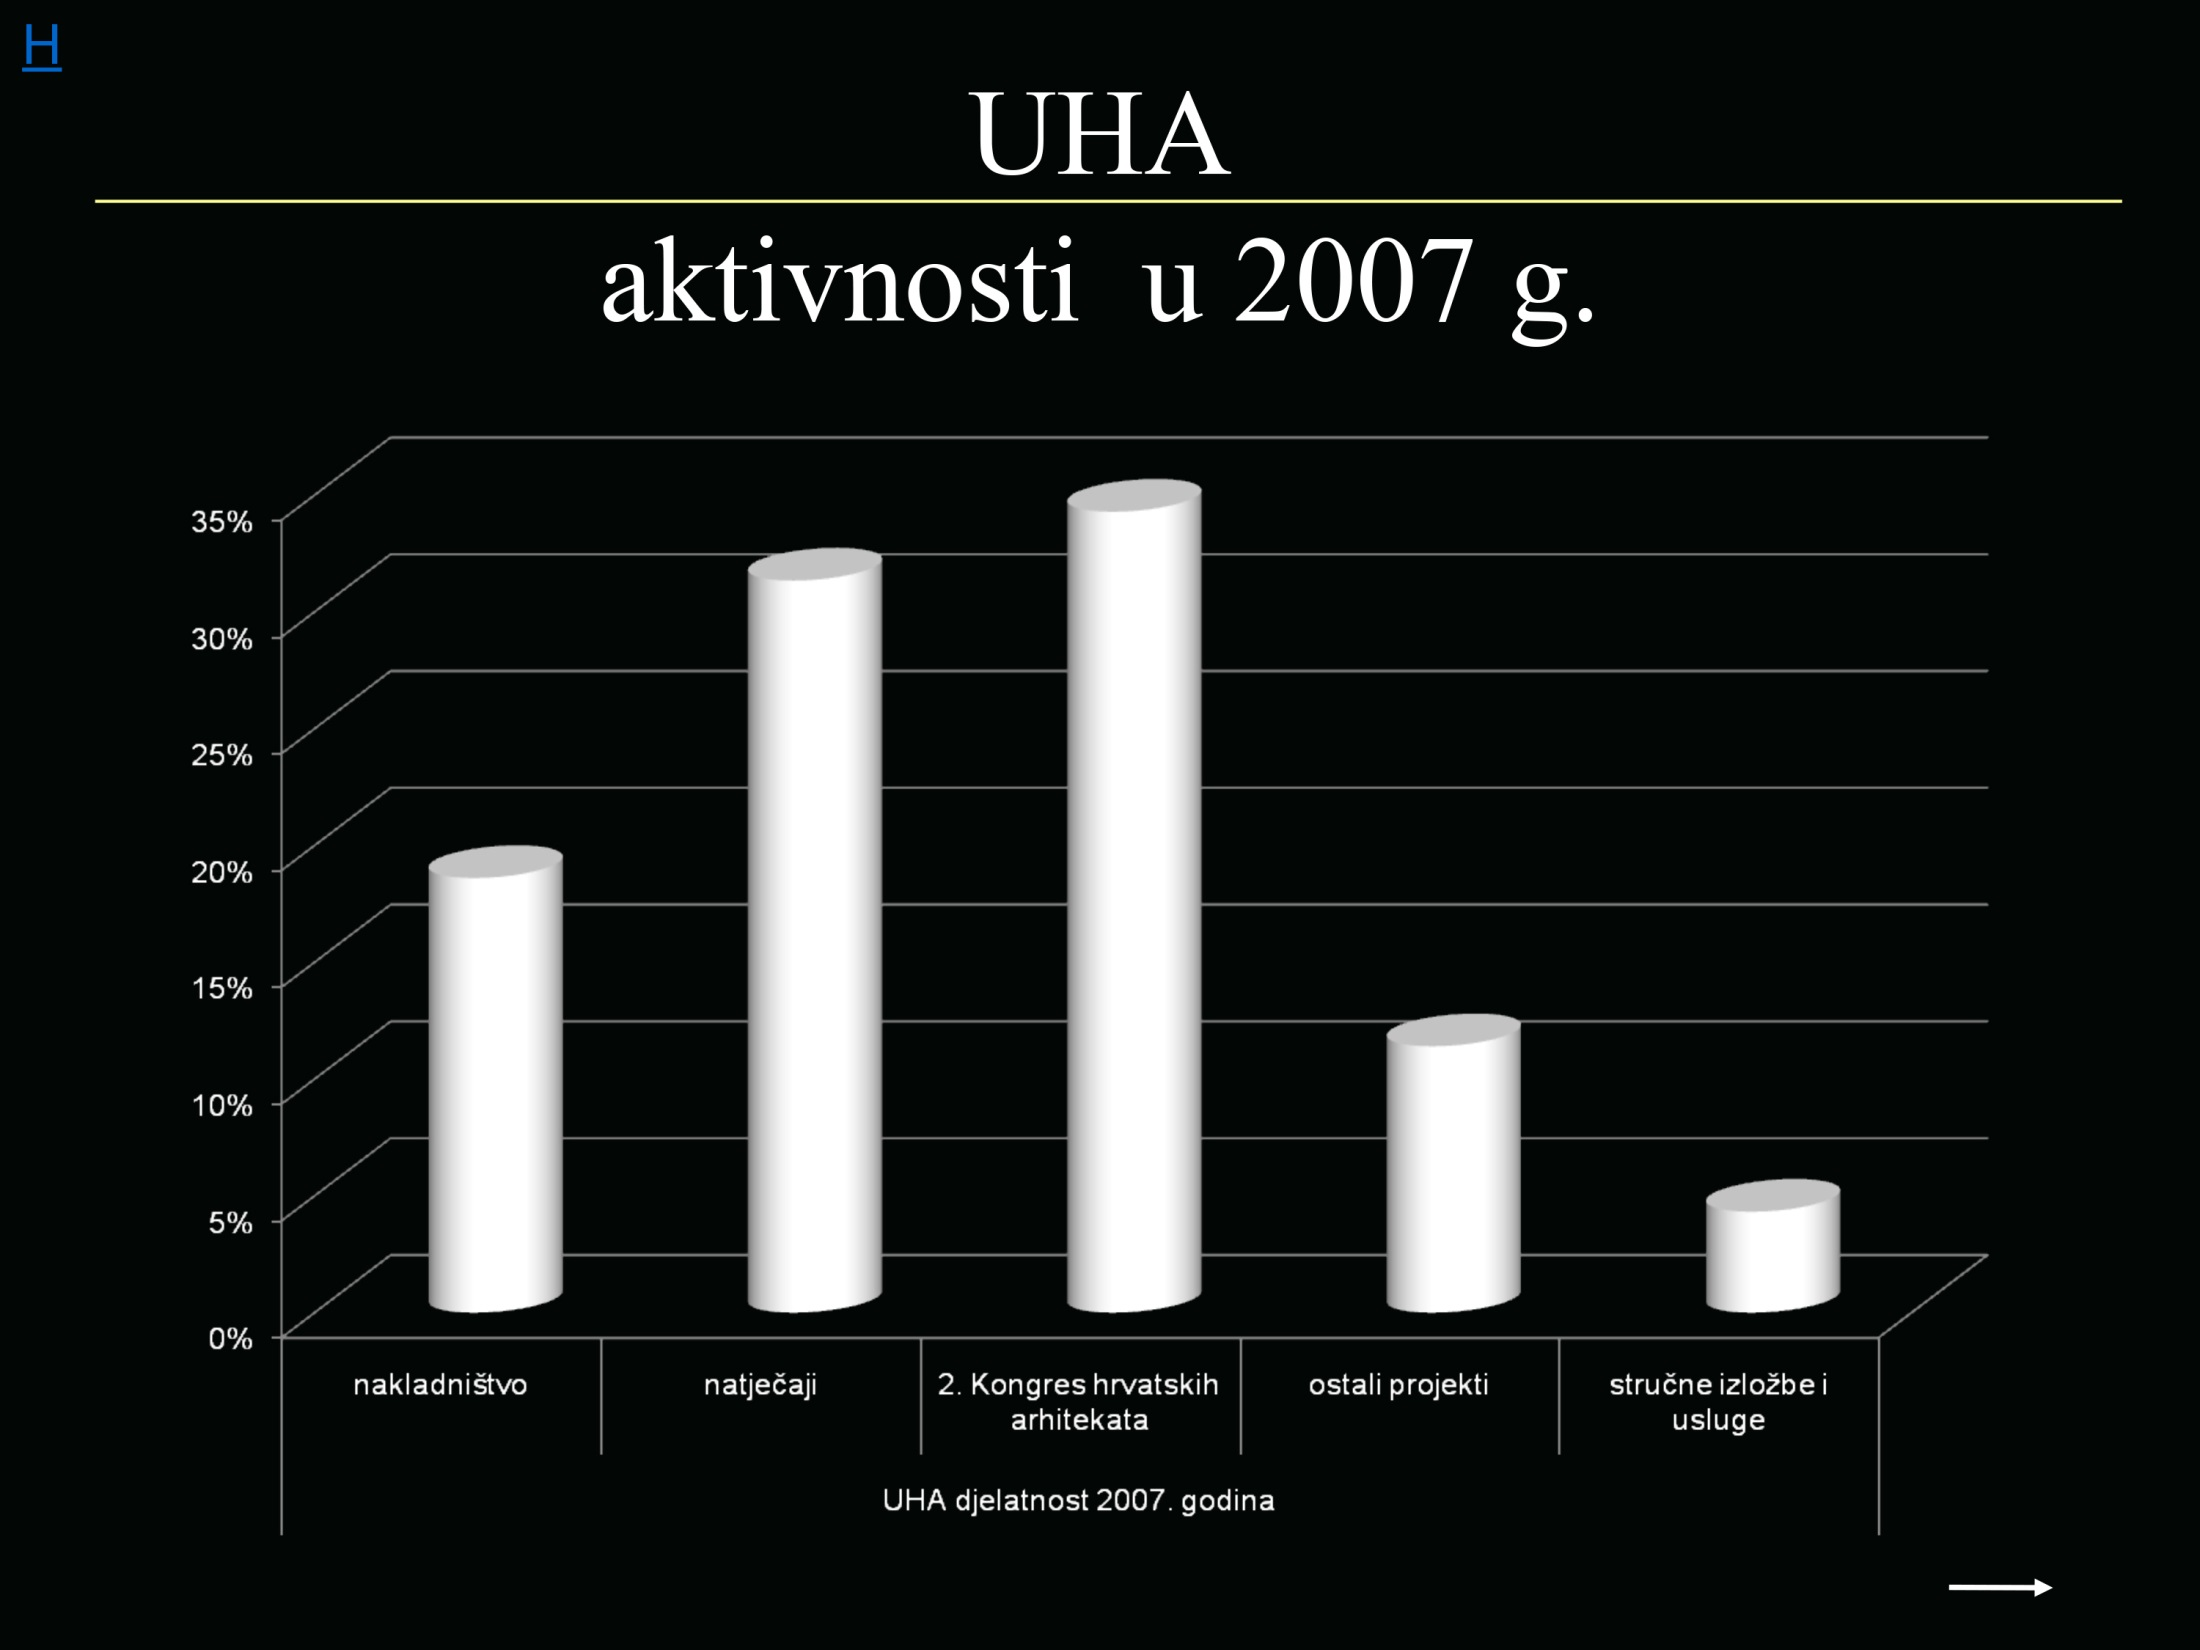 H
UHA
aktivnosti u 2007 g.
35%
30%
25%
20%
15%
10%
5%
0%
nakladništvo
natječaji
2. Kongres hrvatskih
arhitekata
ostali projekti
stručne izložbe i
usluge
UHA djelatnost 2007. godina